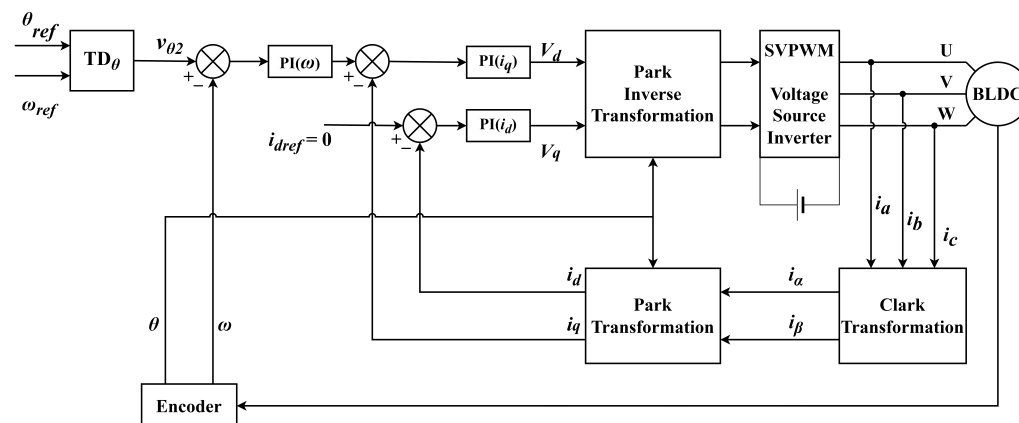 θref
ωref
TDθ
vθ2
+
−
PI(ω)
+
−
PI(iq)
Vd
idref = 0
+
−
PI(id)
Vq
Park
Inverse
Transformation
SVPWM
Voltage
Source
Inverter
U
V
W
BLDC
ia
ib
ic
id
iq
Park
Transformation
iα
iβ
Clark
Transformation
θ
ω
Encoder